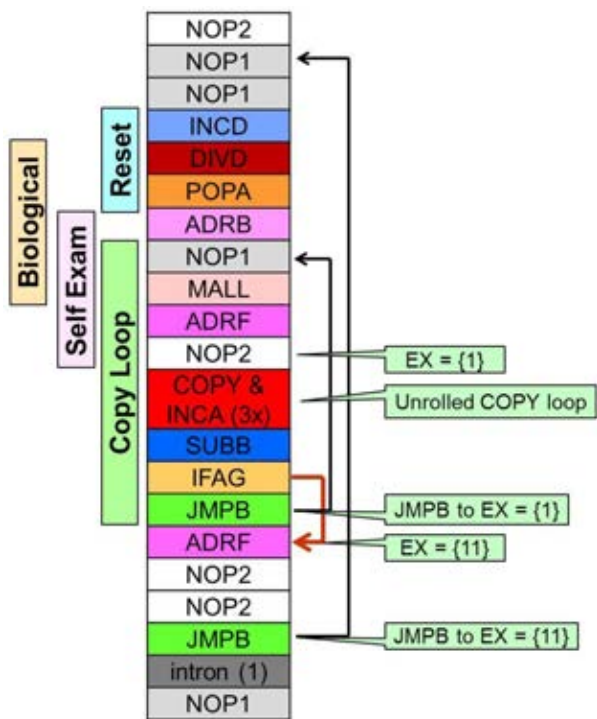 NOP2
NOP1
NOP1
INCD
DIVD
POPA
ADRB
NOP1
MALL
ADRF
NOP2
COPY &
INCA (3x)
SUBB
IFAG
JMPB
ADRF
NOP2
NOP2
JMPB
intron (1)
NOP1
Biological
Reset
Self Exam
Copy Loop
EX = {1}
Unrolled COPY loop
JMPB to EX = {1}
EX = {11}
JMPB to EX = {11}